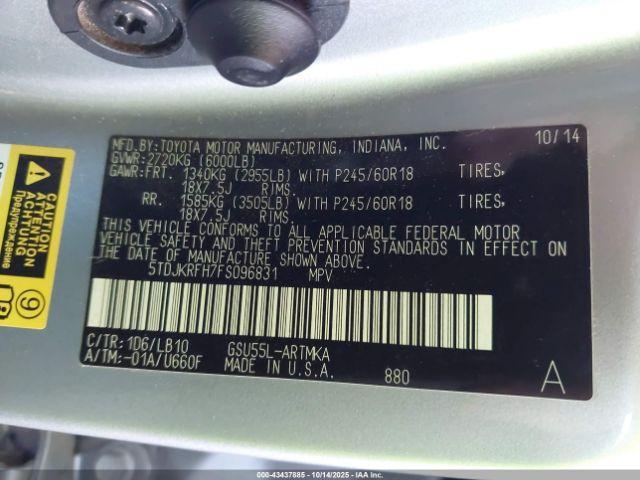 MFD. BY: TOYOTA MOTOR MANUFACTURING, INDIANA, INC. 10/14
GVWR: 2720KG (6000LB)
GAWR: FRT. 1340KG (2955LB) WITH P245/60R18 TIRES,
18X7.5J RIMS.
RR. 1585KG (3505LB) WITH P245/60R18 TIRES,
18X7.5J RIMS.
THIS VEHICLE CONFORMS TO ALL APPLICABLE FEDERAL MOTOR
VEHICLE SAFETY AND THEFT PREVENTION STANDARDS IN EFFECT ON
THE DATE OF MANUFACTURE SHOWN ABOVE.
5TDJKRFH7FS096831 MPV
C/TR: 1D6/LB10 GSU55L-ARTMKA
A/TM: -01A/U660F MADE IN U.S.A. 880 A
CAUTION
ATTENTION
ACHTUNG
Предупреждение
9
000-43437885 - 10/14/2025 - IAAI.COM